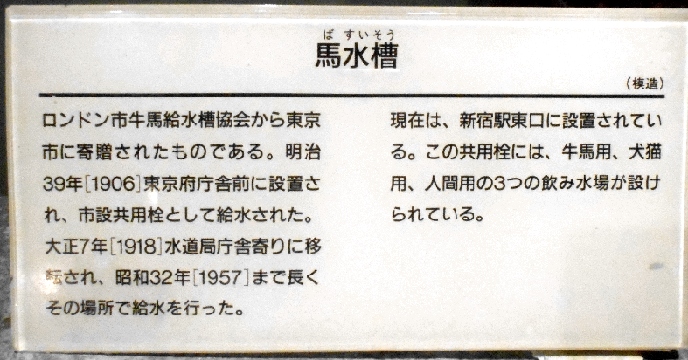 ば すいそう
馬水槽
(模造)
ロンドン市牛馬給水槽協会から東京
市に寄贈されたものである。明治
39年[1906]東京府庁舎前に設置さ
れ、市設共用栓として給水された。
大正7年[1918]水道局庁舎寄りに移
転され、昭和32年[1957]まで長く
その場所で給水を行った。
現在は、新宿駅東口に設置されてい
る。この共用栓には、牛馬用、犬猫
用、人間用の3つの飲み水場が設け
られている。